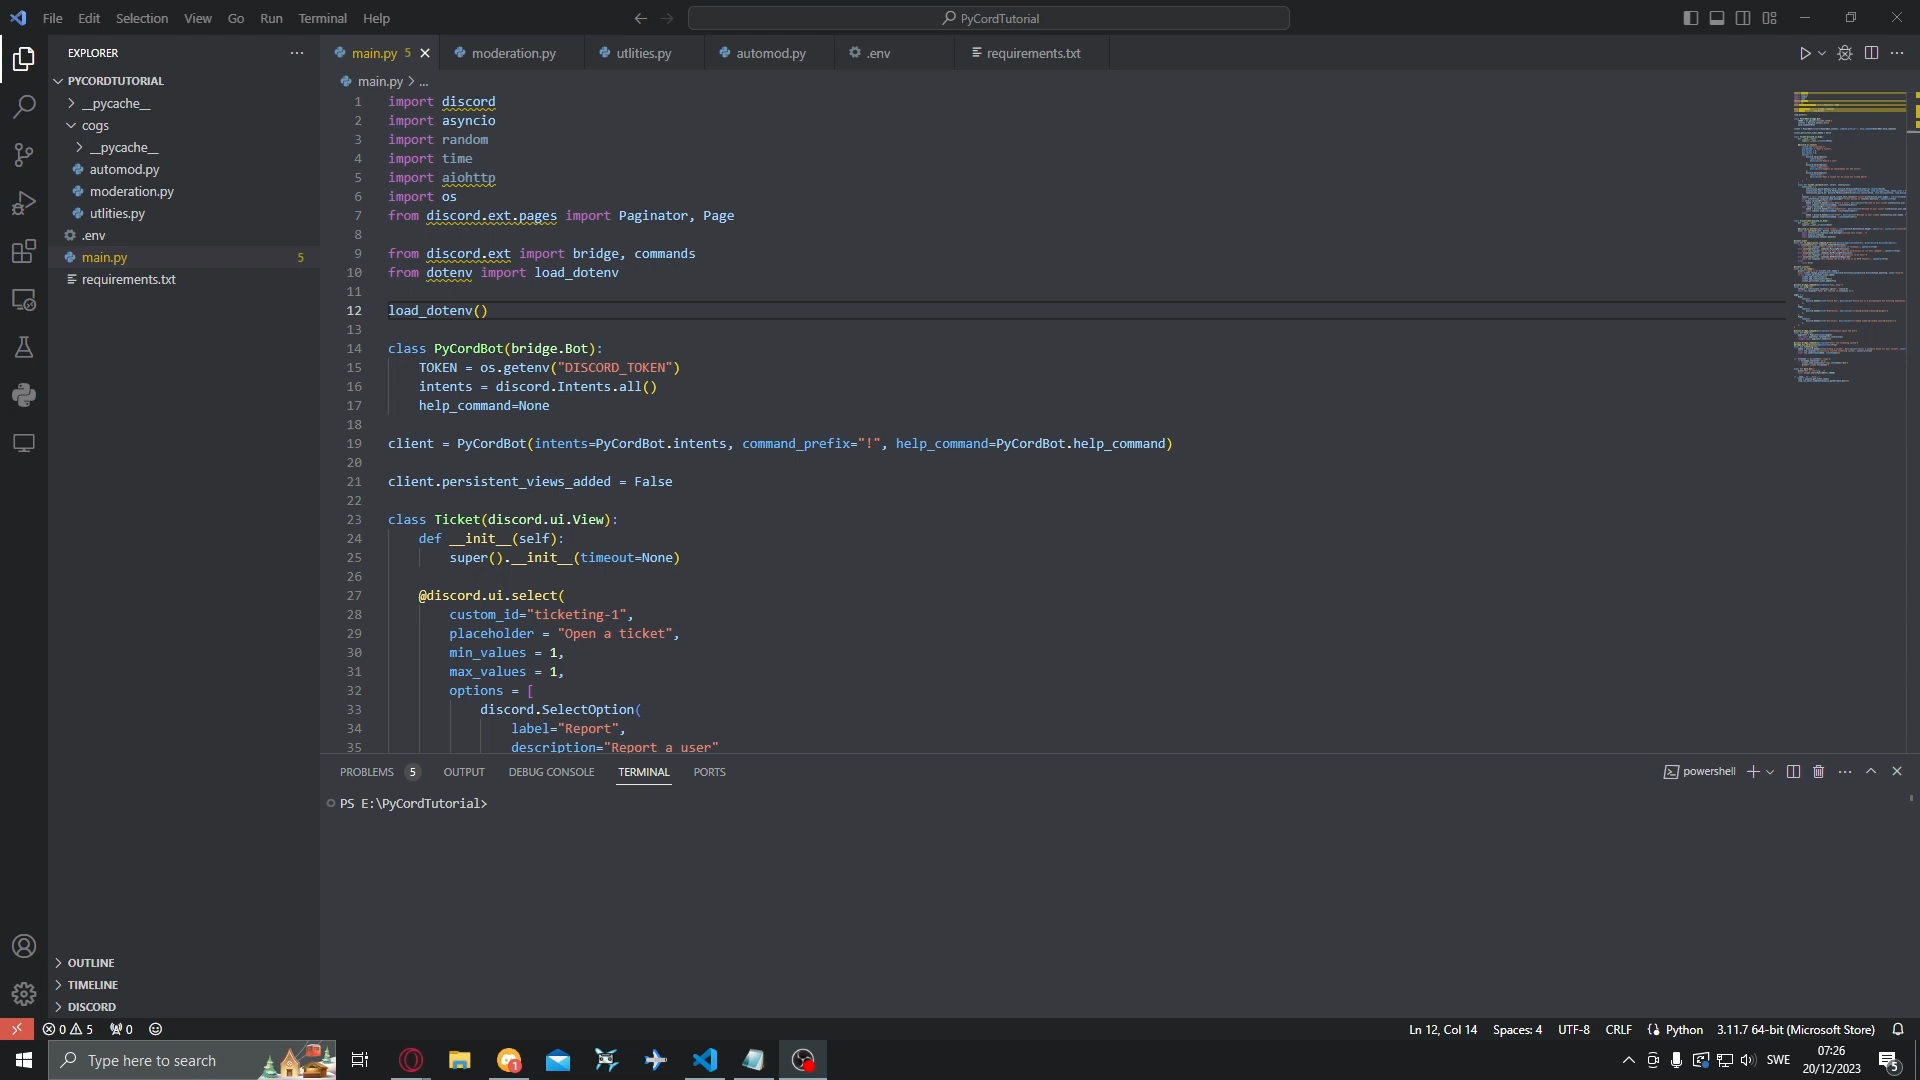 File Edit Selection View Go Run Terminal Help
PyCordTutorial
EXPLORER
PYCORDTUTORIAL
__pycache__
cogs
__pycache__
automod.py
moderation.py
utlities.py
.env
main.py 5
requirements.txt
OUTLINE
TIMELINE
DISCORD
main.py 5 moderation.py utlities.py automod.py .env requirements.txt
main.py > ...
1 import discord
2 import asyncio
3 import random
4 import time
5 import aiohttp
6 import os
7 from discord.ext.pages import Paginator, Page
8
9 from discord.ext import bridge, commands
10 from dotenv import load_dotenv
11
12 load_dotenv()
13
14 class PyCordBot(bridge.Bot):
15 TOKEN = os.getenv("DISCORD_TOKEN")
16 intents = discord.Intents.all()
17 help_command=None
18
19 client = PyCordBot(intents=PyCordBot.intents, command_prefix="!", help_command=PyCordBot.help_command)
20
21 client.persistent_views_added = False
22
23 class Ticket(discord.ui.View):
24 def __init__(self):
25 super().__init__(timeout=None)
26
27 @discord.ui.select(
28 custom_id="ticketing-1",
29 placeholder = "Open a ticket",
30 min_values = 1,
31 max_values = 1,
32 options = [
33 discord.SelectOption(
34 label="Report",
35 description="Report a user"
PROBLEMS 5 OUTPUT DEBUG CONSOLE TERMINAL PORTS
powershell
PS E:\PyCordTutorial>
0 5 0
Ln 12, Col 14 Spaces: 4 UTF-8 CRLF Python 3.11.7 64-bit (Microsoft Store)
Type here to search
1
SWE
07:26
20/12/2023
5